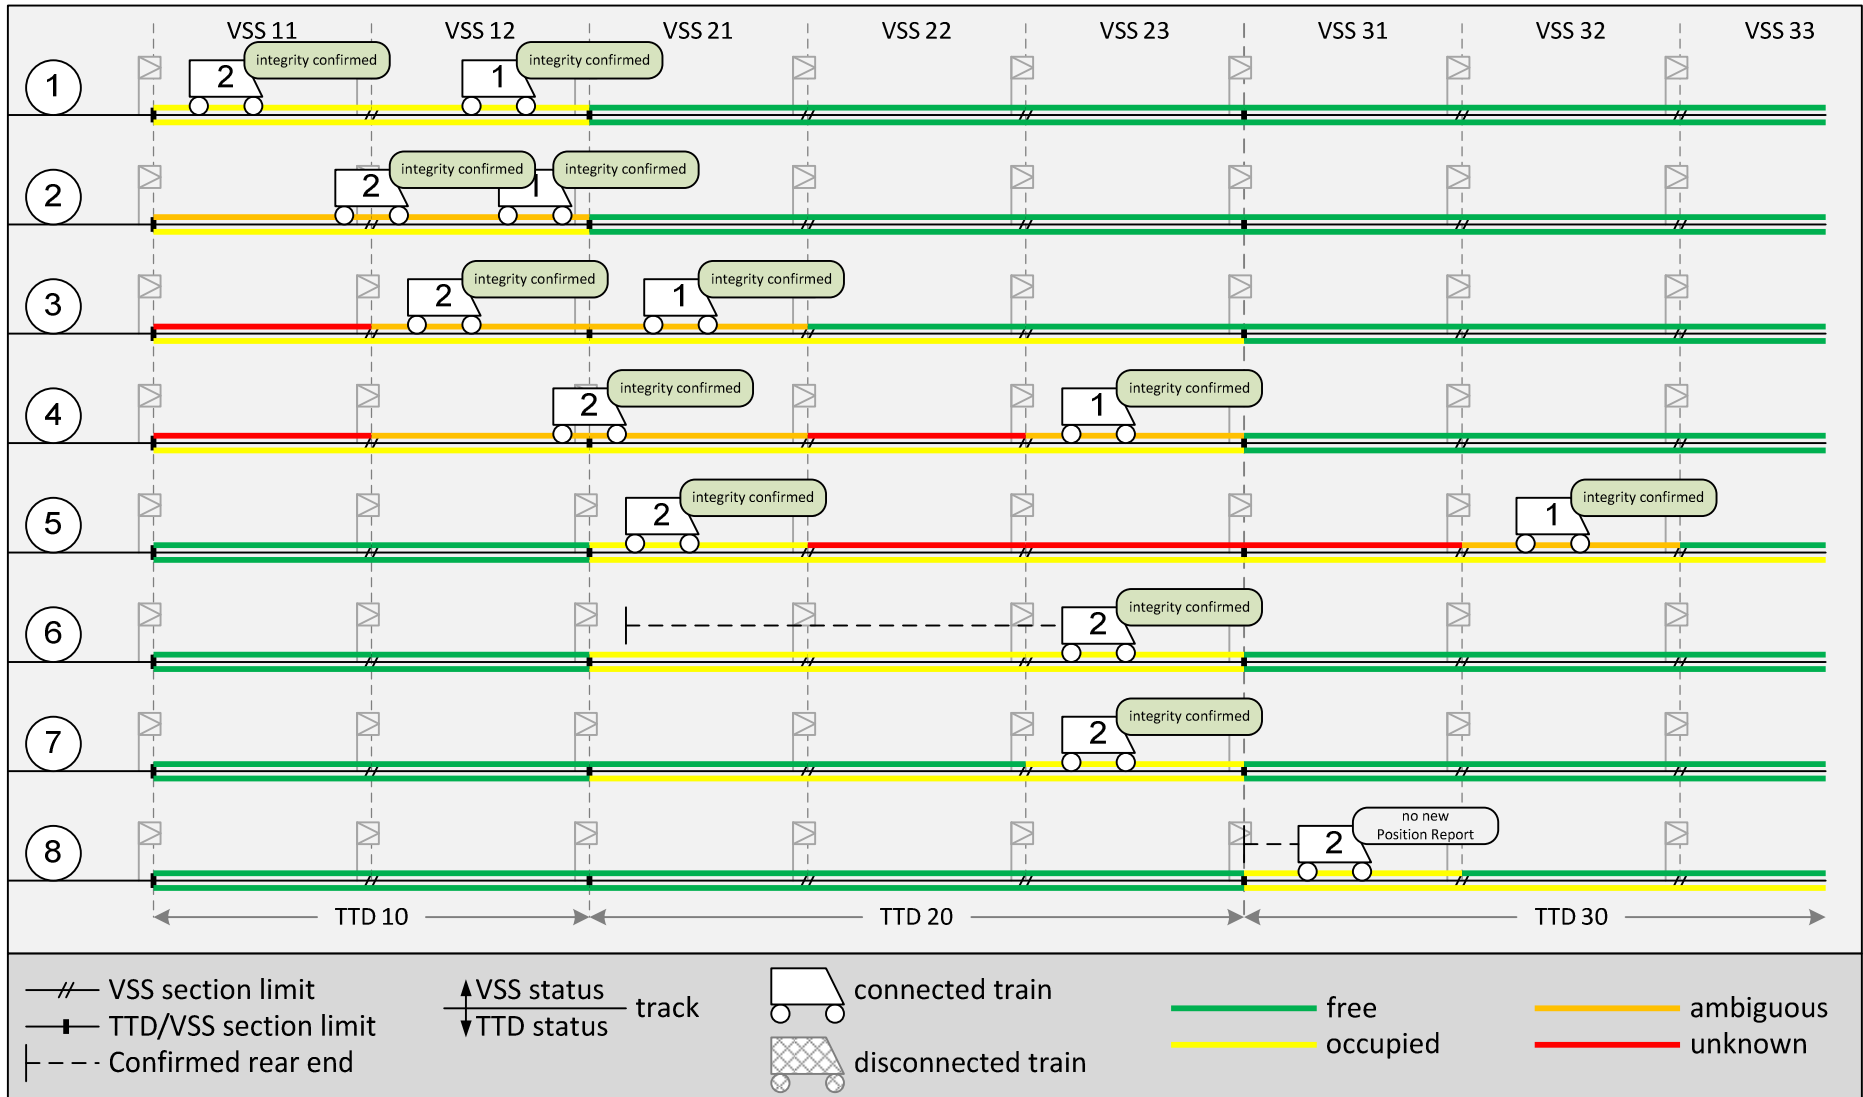 VSS 11 VSS 12 VSS 21 VSS 22 VSS 23 VSS 31 VSS 32 VSS 33
1 2 integrity confirmed 1 integrity confirmed
2 2 integrity confirmed 1 integrity confirmed
3 2 integrity confirmed 1 integrity confirmed
4 2 integrity confirmed 1 integrity confirmed
5 2 integrity confirmed 1 integrity confirmed
6 2 integrity confirmed
7 2 integrity confirmed
8 2 no new
Position Report
TTD 10 TTD 20 TTD 30
VSS section limit VSS status track connected train free ambiguous
TTD/VSS section limit TTD status occupied unknown
Confirmed rear end disconnected train